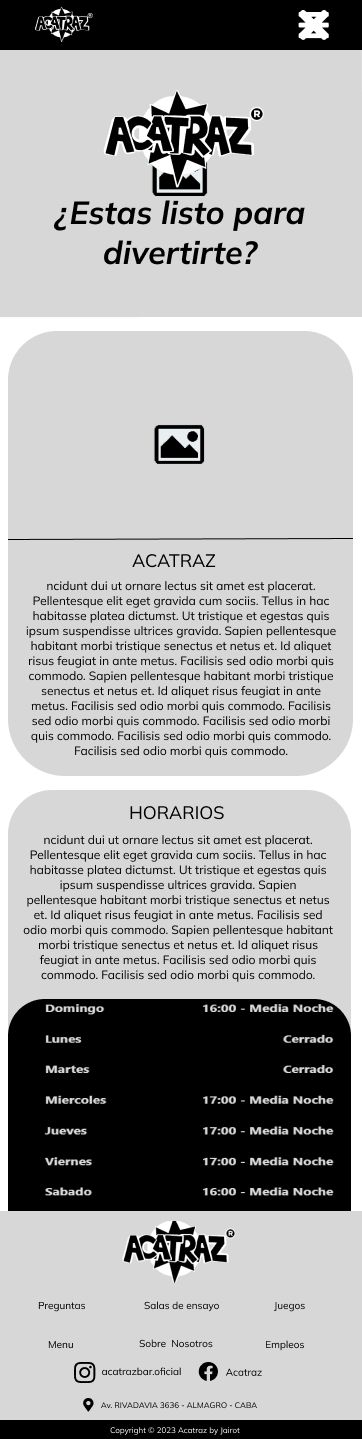 ACATRAZ®
ACATRAZ®
¿Estas listo para
divertirte?
ACATRAZ
ncidunt dui ut ornare lectus sit amet est placerat.
Pellentesque elit eget gravida cum sociis. Tellus in hac
habitasse platea dictumst. Ut tristique et egestas quis
ipsum suspendisse ultrices gravida. Sapien pellentesque
habitant morbi tristique senectus et netus et. Id aliquet
risus feugiat in ante metus. Facilisis sed odio morbi quis
commodo. Sapien pellentesque habitant morbi tristique
senectus et netus et. Id aliquet risus feugiat in ante
metus. Facilisis sed odio morbi quis commodo. Facilisis
sed odio morbi quis commodo. Facilisis sed odio morbi
quis commodo. Facilisis sed odio morbi quis commodo.
Facilisis sed odio morbi quis commodo.
HORARIOS
ncidunt dui ut ornare lectus sit amet est placerat.
Pellentesque elit eget gravida cum sociis. Tellus in hac
habitasse platea dictumst. Ut tristique et egestas quis
ipsum suspendisse ultrices gravida. Sapien
pellentesque habitant morbi tristique senectus et netus
et. Id aliquet risus feugiat in ante metus. Facilisis sed
odio morbi quis commodo. Sapien pellentesque habitant
morbi tristique senectus et netus et. Id aliquet risus
feugiat in ante metus. Facilisis sed odio morbi quis
commodo. Facilisis sed odio morbi quis commodo.
Domingo 16:00 - Media Noche
Lunes Cerrado
Martes Cerrado
Miercoles 17:00 - Media Noche
Jueves 17:00 - Media Noche
Viernes 17:00 - Media Noche
Sabado 16:00 - Media Noche
ACATRAZ®
Preguntas Salas de ensayo Juegos
Menu Sobre Nosotros Empleos
acatrazbar.oficial Acatraz
Av. RIVADAVIA 3636 - ALMAGRO - CABA
Copyright © 2023 Acatraz by Jairot